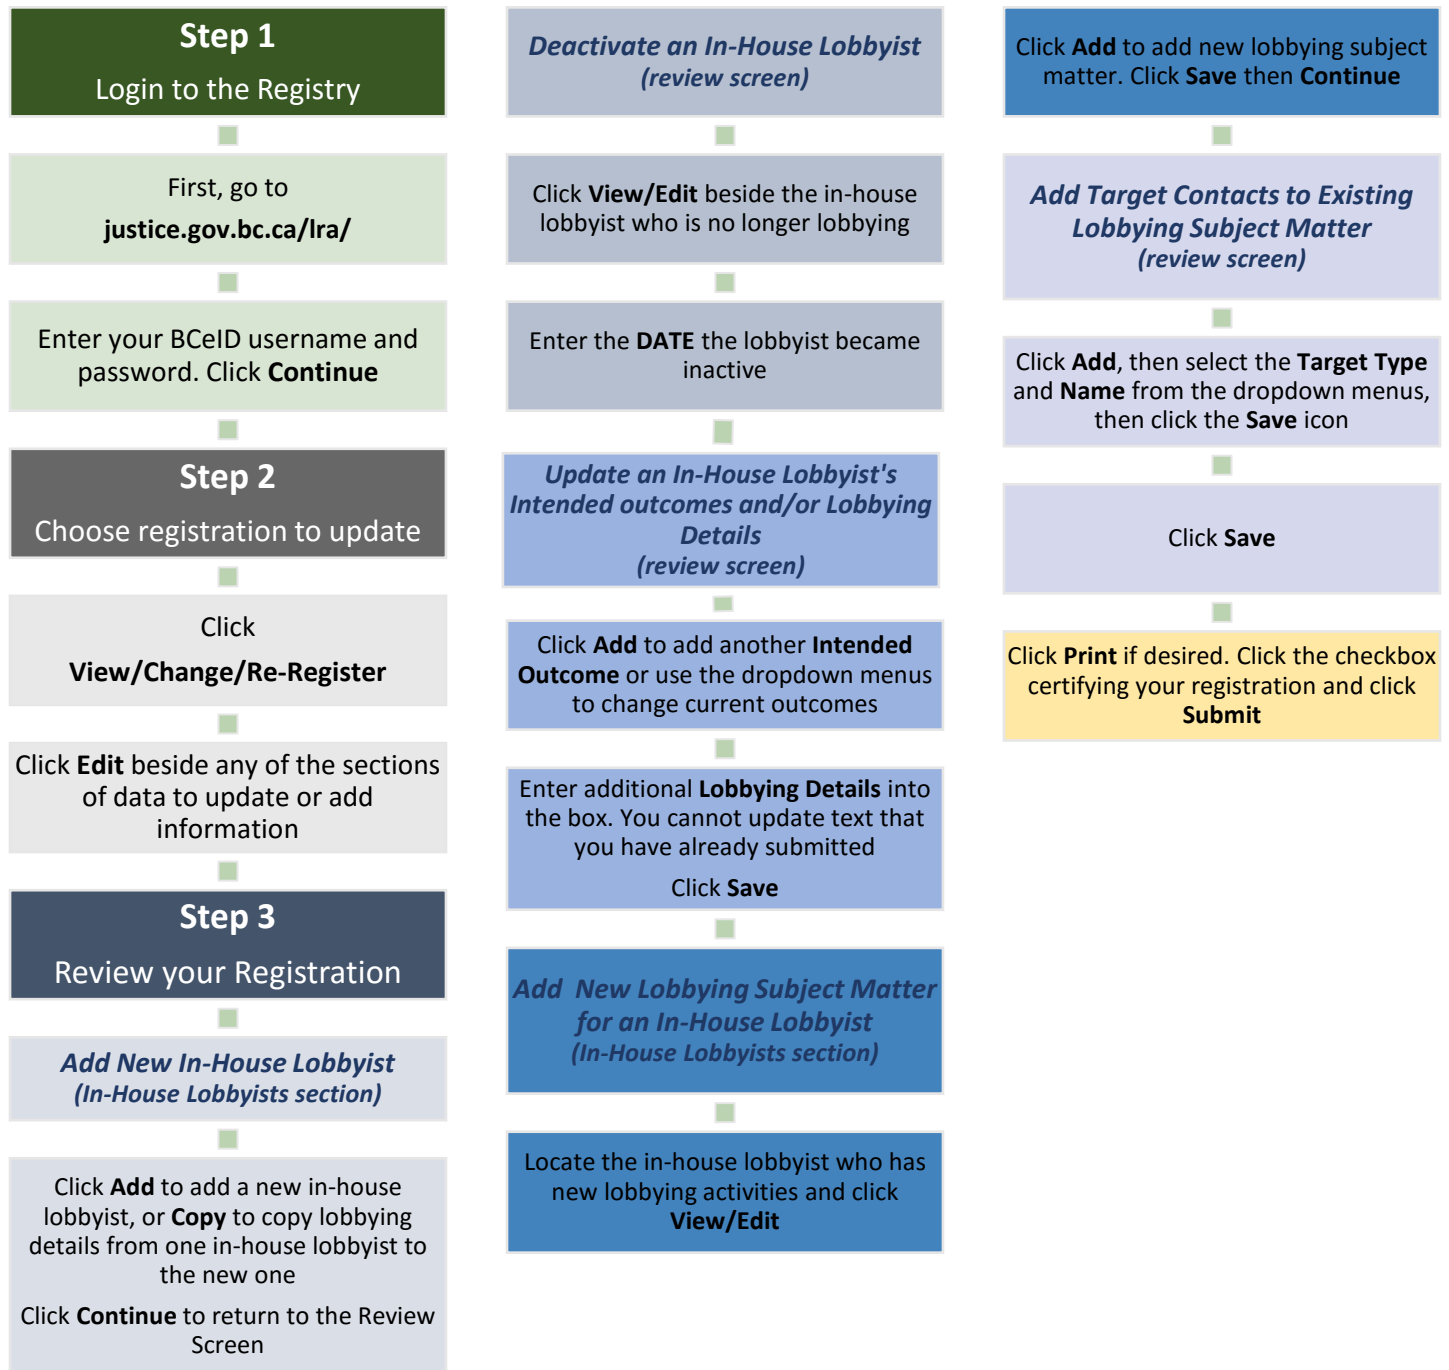 Step 1
Login to the Registry
First, go to
justice.gov.bc.ca/lra/
Enter your BCeID username and
password. Click Continue
Step 2
Choose registration to update
Click
View/Change/Re-Register
Click Edit beside any of the sections
of data to update or add
information
Step 3
Review your Registration
Add New In-House Lobbyist
(In-House Lobbyists section)
Click Add to add a new in-house
lobbyist, or Copy to copy lobbying
details from one in-house lobbyist to
the new one
Click Continue to return to the Review
Screen
Deactivate an In-House Lobbyist
(review screen)
Click View/Edit beside the in-house
lobbyist who is no longer lobbying
Enter the DATE the lobbyist became
inactive
Update an In-House Lobbyist's
Intended outcomes and/or Lobbying
Details
(review screen)
Click Add to add another Intended
Outcome or use the dropdown menus
to change current outcomes
Enter additional Lobbying Details into
the box. You cannot update text that
you have already submitted
Click Save
Add New Lobbying Subject Matter
for an In-House Lobbyist
(In-House Lobbyists section)
Locate the in-house lobbyist who has
new lobbying activities and click
View/Edit
Click Add to add new lobbying subject
matter. Click Save then Continue
Add Target Contacts to Existing
Lobbying Subject Matter
(review screen)
Click Add, then select the Target Type
and Name from the dropdown menus,
then click the Save icon
Click Save
Click Print if desired. Click the checkbox
certifying your registration and click
Submit